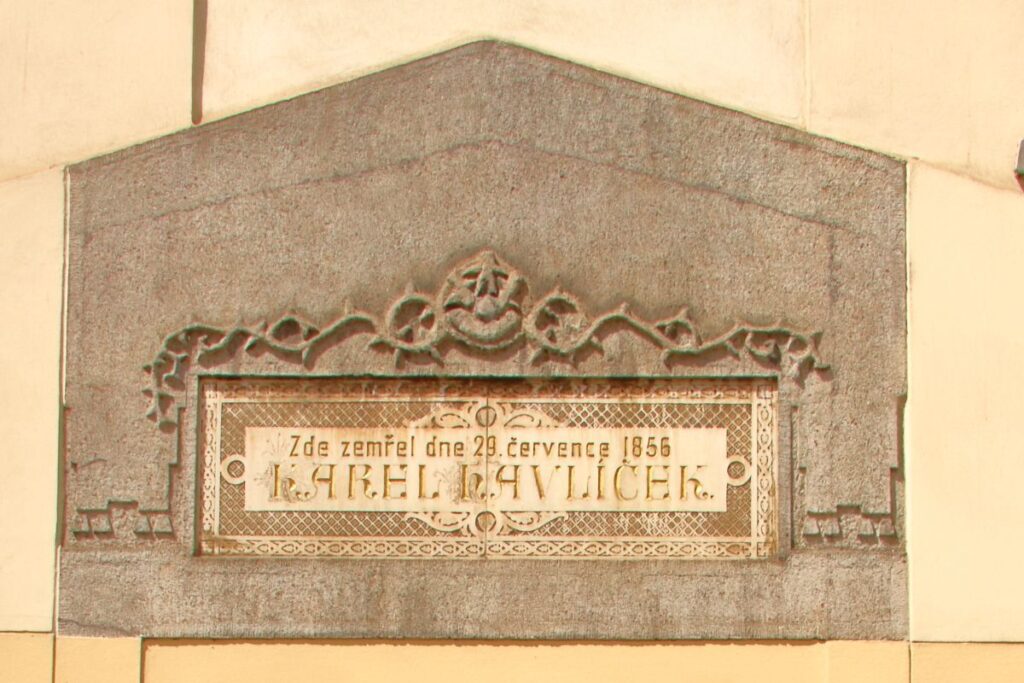 Zde zemřel dne 29. července 1856
KAREL HAVLÍČEK.